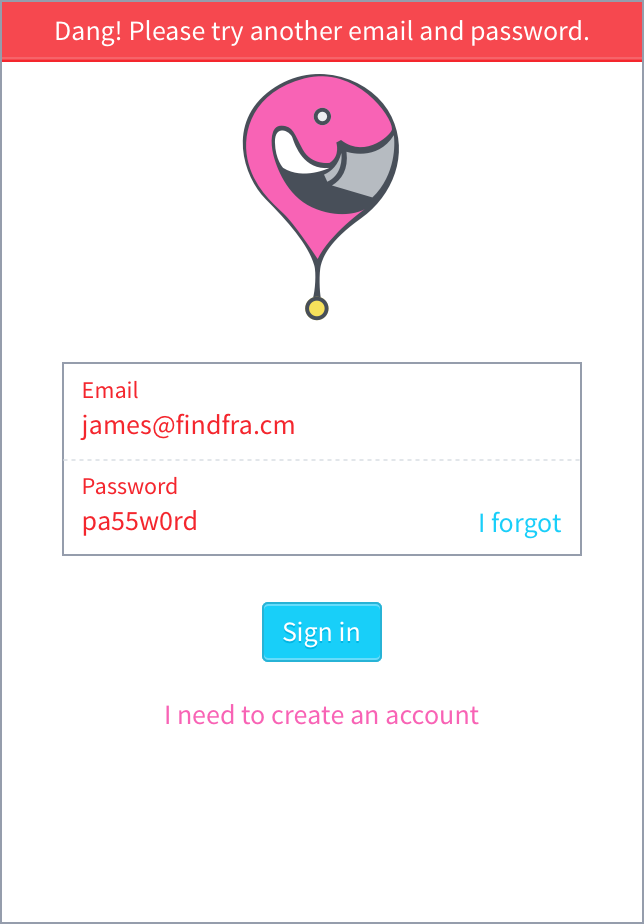 Dang! Please try another email and password.
Email
james@findfra.cm
Password
pa55w0rd
I forgot
Sign in
I need to create an account